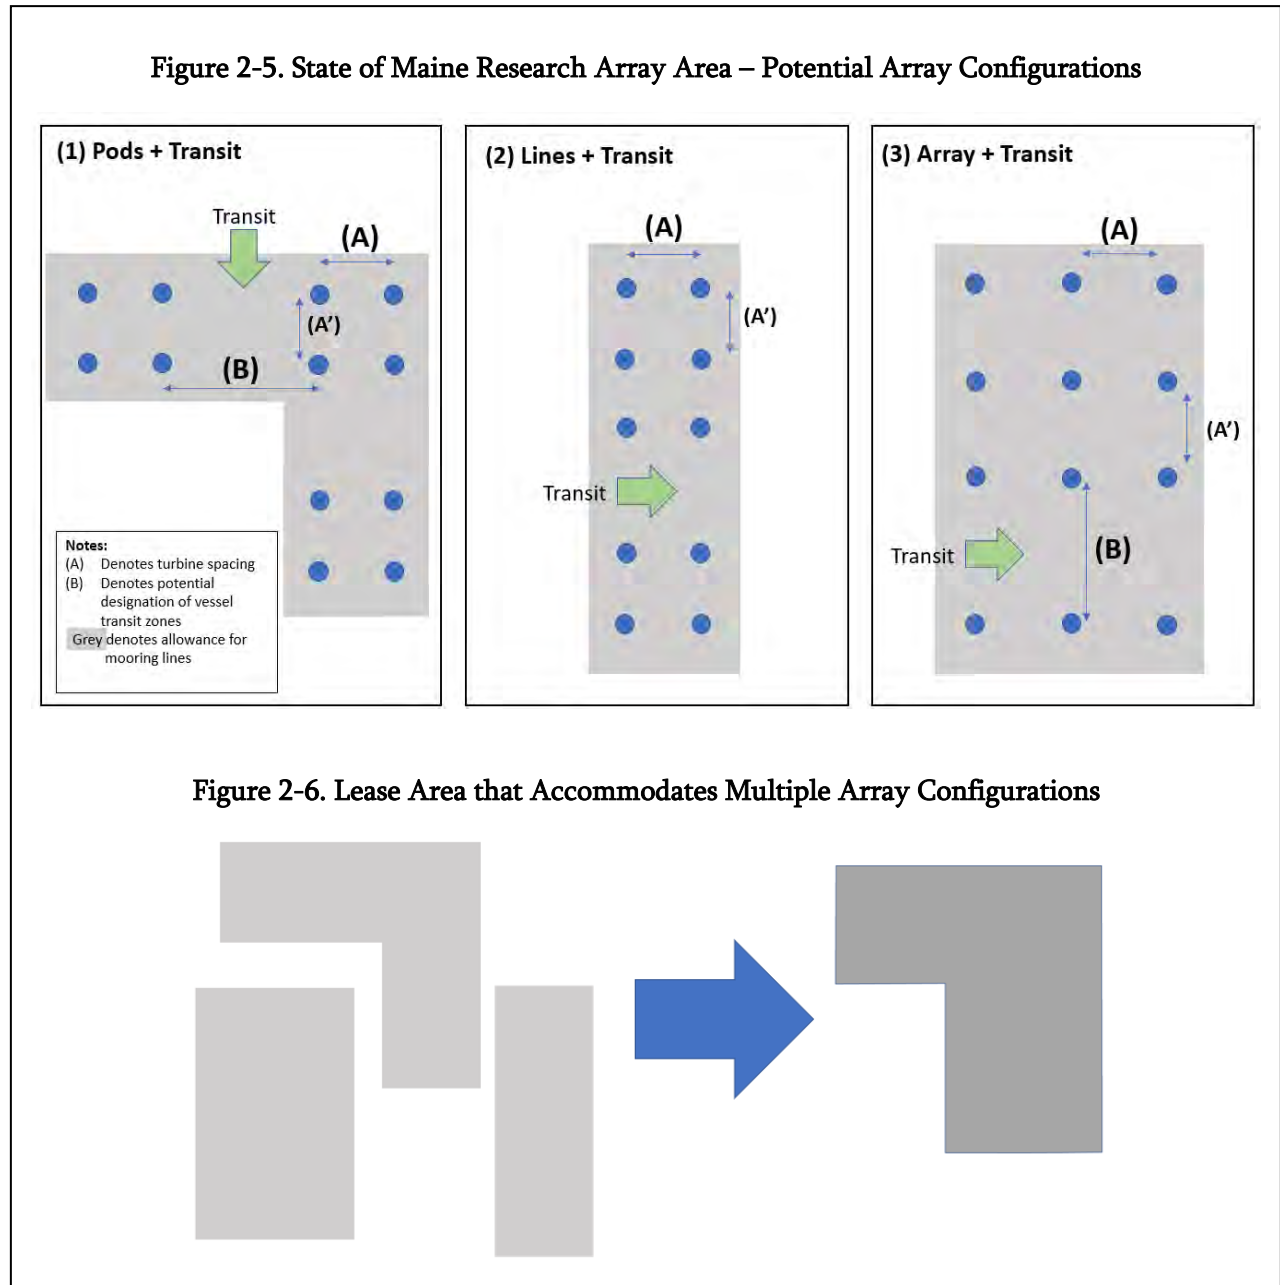 Figure 2-5. State of Maine Research Array Area – Potential Array Configurations
(1) Pods + Transit
Transit
(A)
(A')
(B)
Notes:
(A) Denotes turbine spacing
(B) Denotes potential
designation of vessel
transit zones
Grey denotes allowance for
mooring lines
(2) Lines + Transit
(A)
(A')
Transit
(3) Array + Transit
(A)
(A')
Transit
(B)
Figure 2-6. Lease Area that Accommodates Multiple Array Configurations